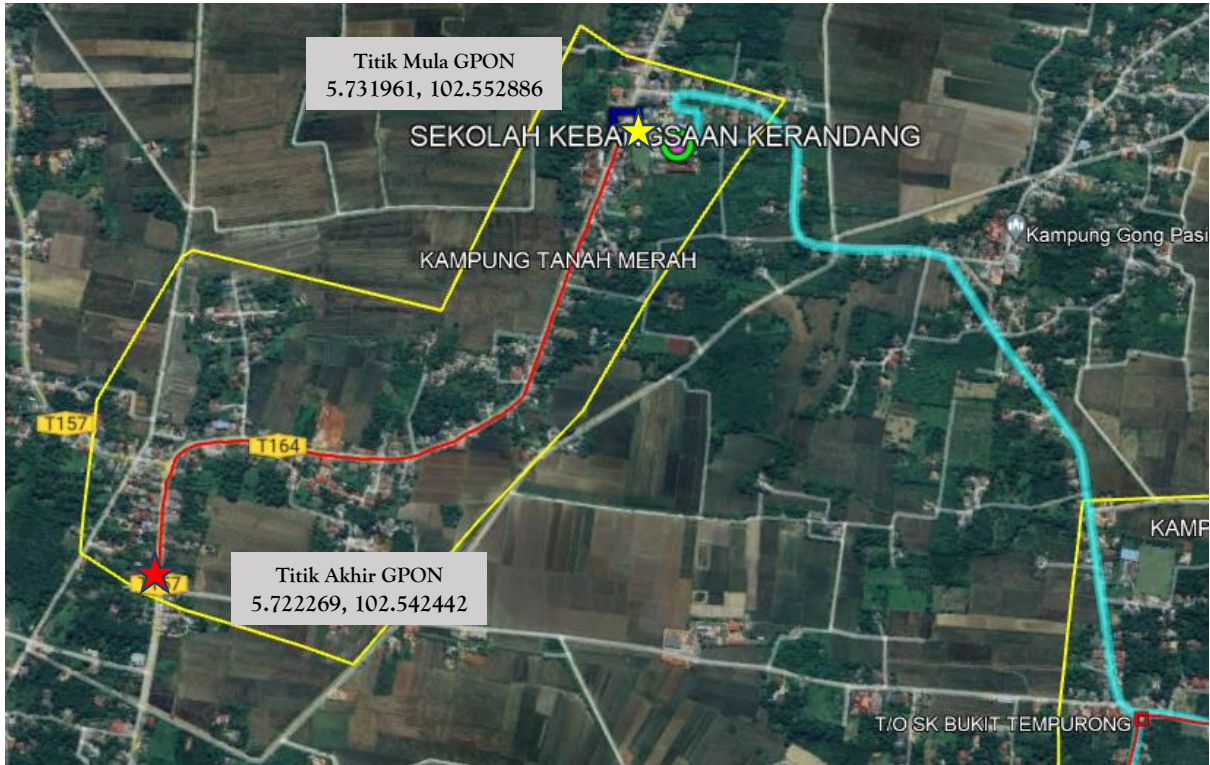 Titik Mula GPON
5.731961, 102.552886
SEKOLAH KEBANGSAAN KERANDANG
Kampung Gong Pasi
KAMPUNG TANAH MERAH
T157
T164
KAMP
Titik Akhir GPON
5.722269, 102.542442
T/O SK BUKIT TEMPURONG